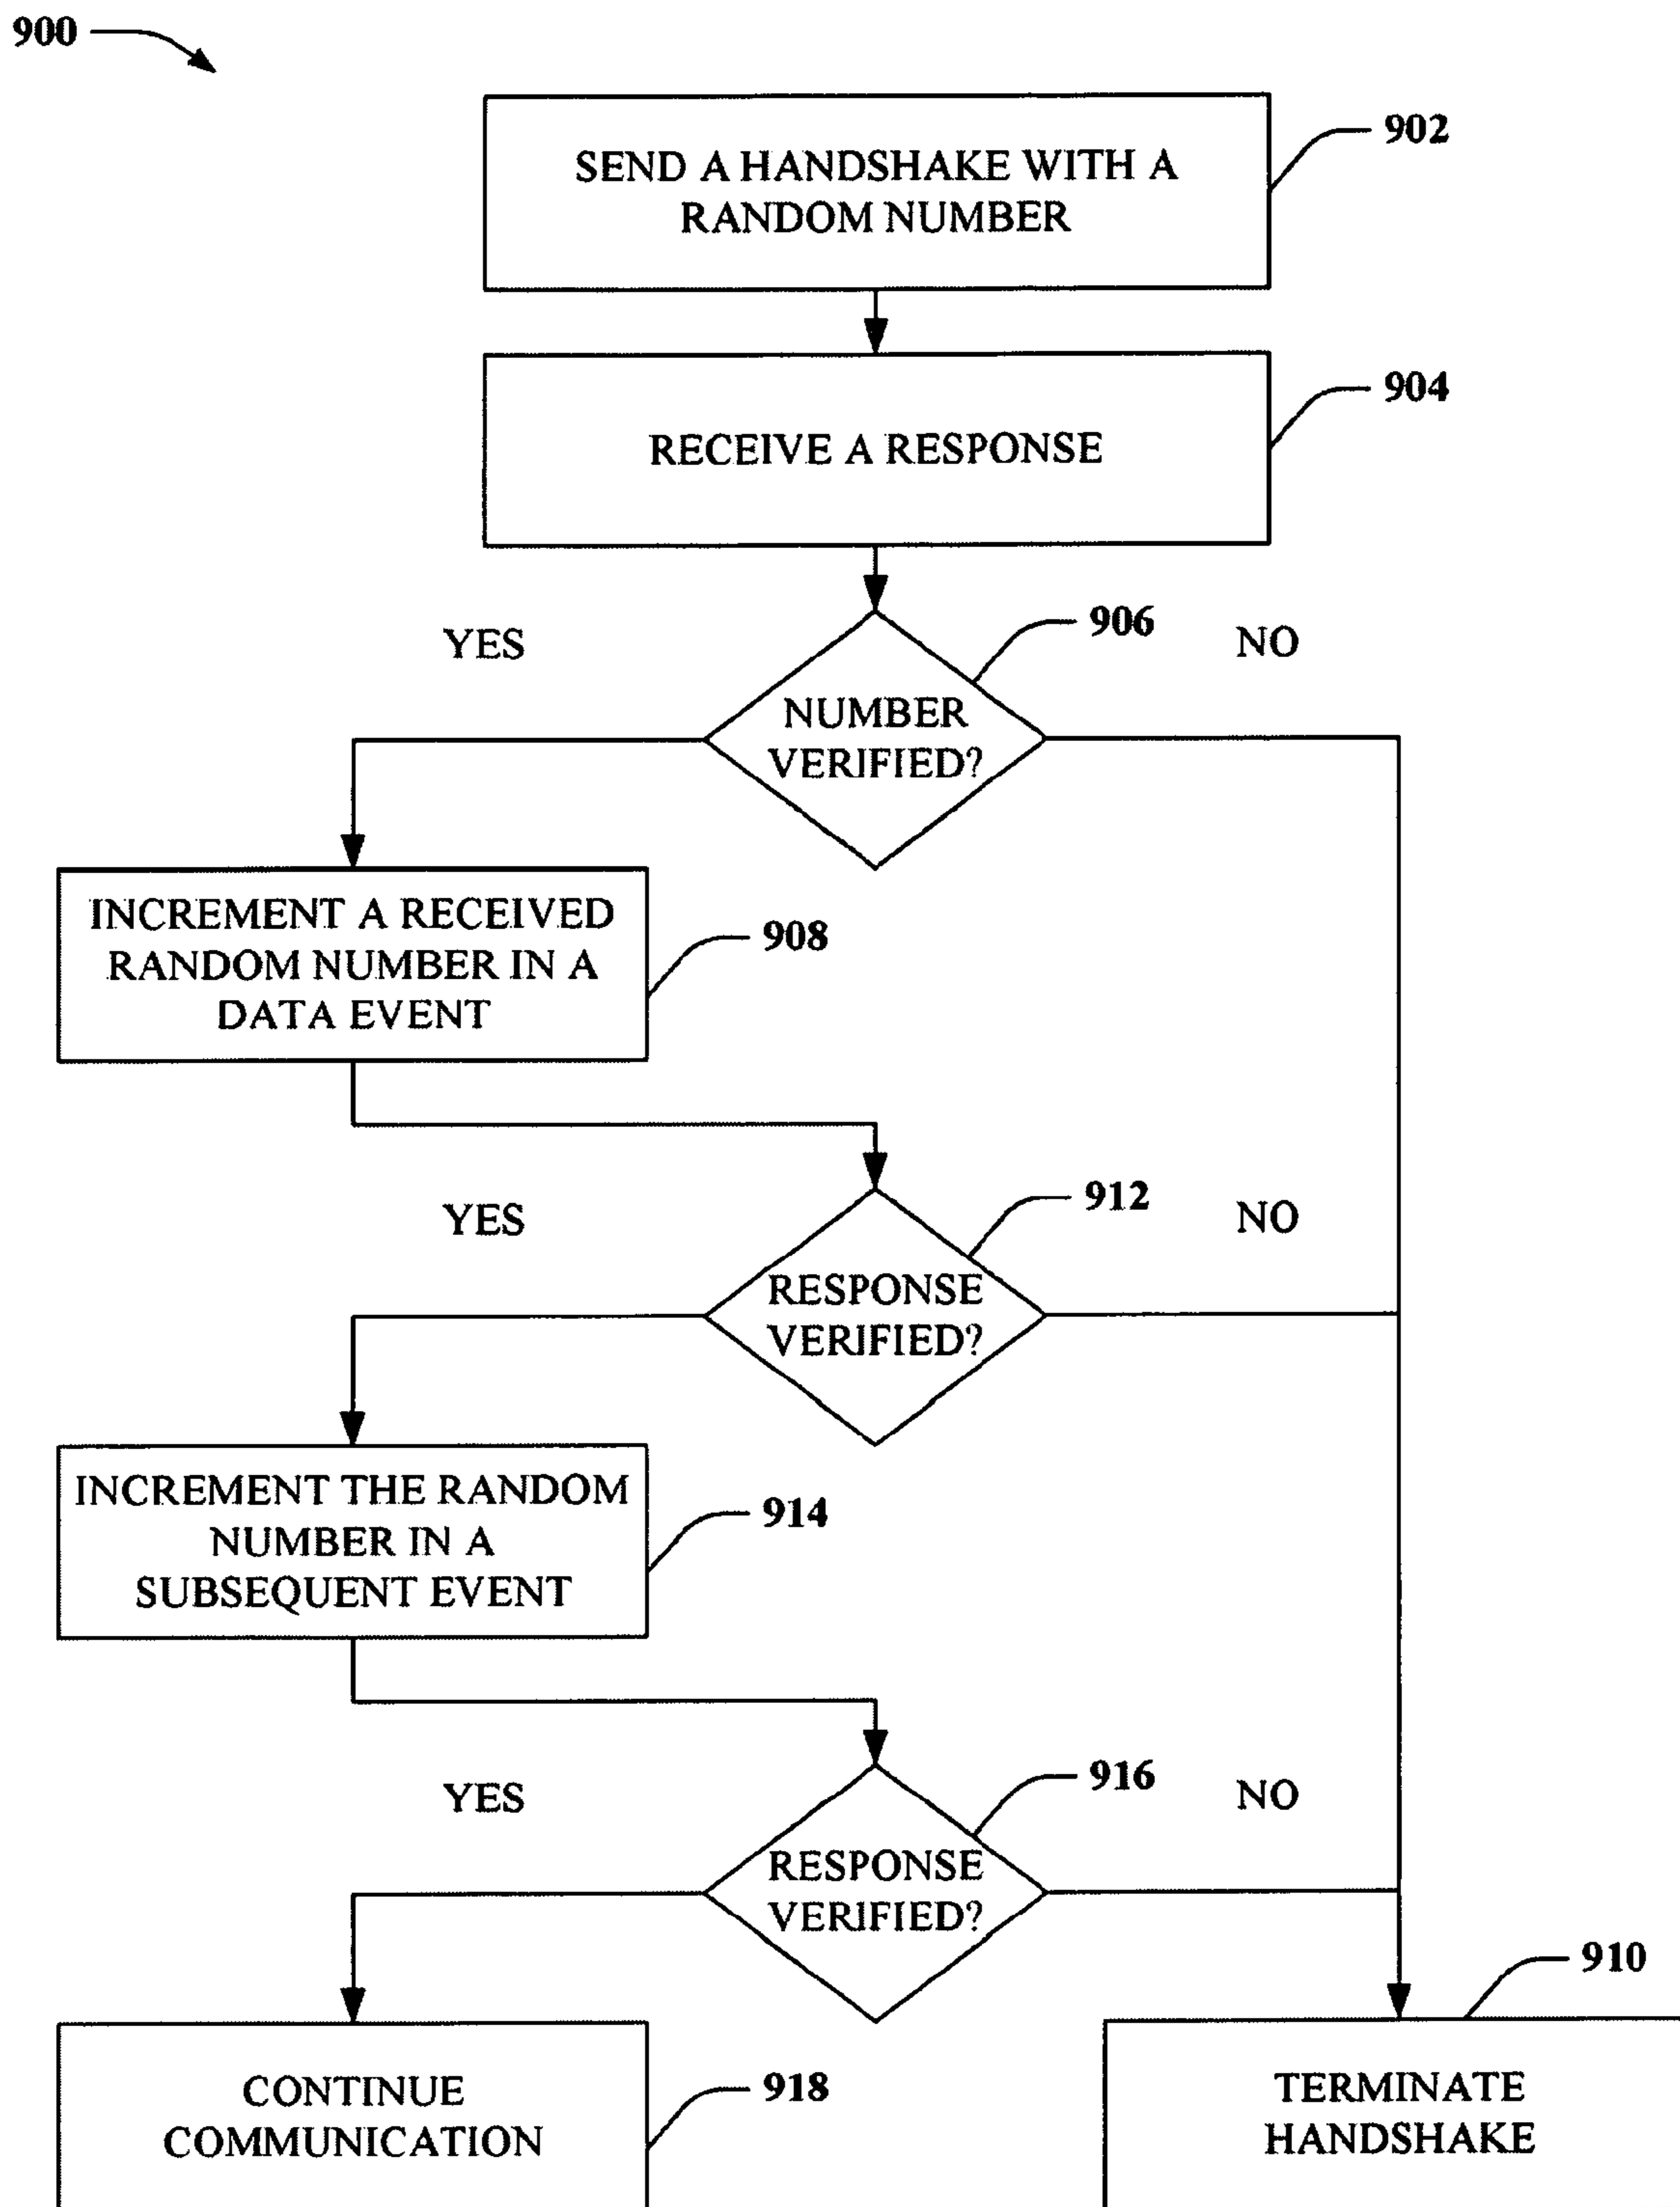 900
902
SEND A HANDSHAKE WITH A
RANDOM NUMBER
904
RECEIVE A RESPONSE
906
YES
NO
NUMBER
VERIFIED?
INCREMENT A RECEIVED
RANDOM NUMBER IN A
DATA EVENT
908
912
YES
NO
RESPONSE
VERIFIED?
INCREMENT THE RANDOM
NUMBER IN A
SUBSEQUENT EVENT
914
916
YES
NO
RESPONSE
VERIFIED?
910
CONTINUE
COMMUNICATION
918
TERMINATE
HANDSHAKE